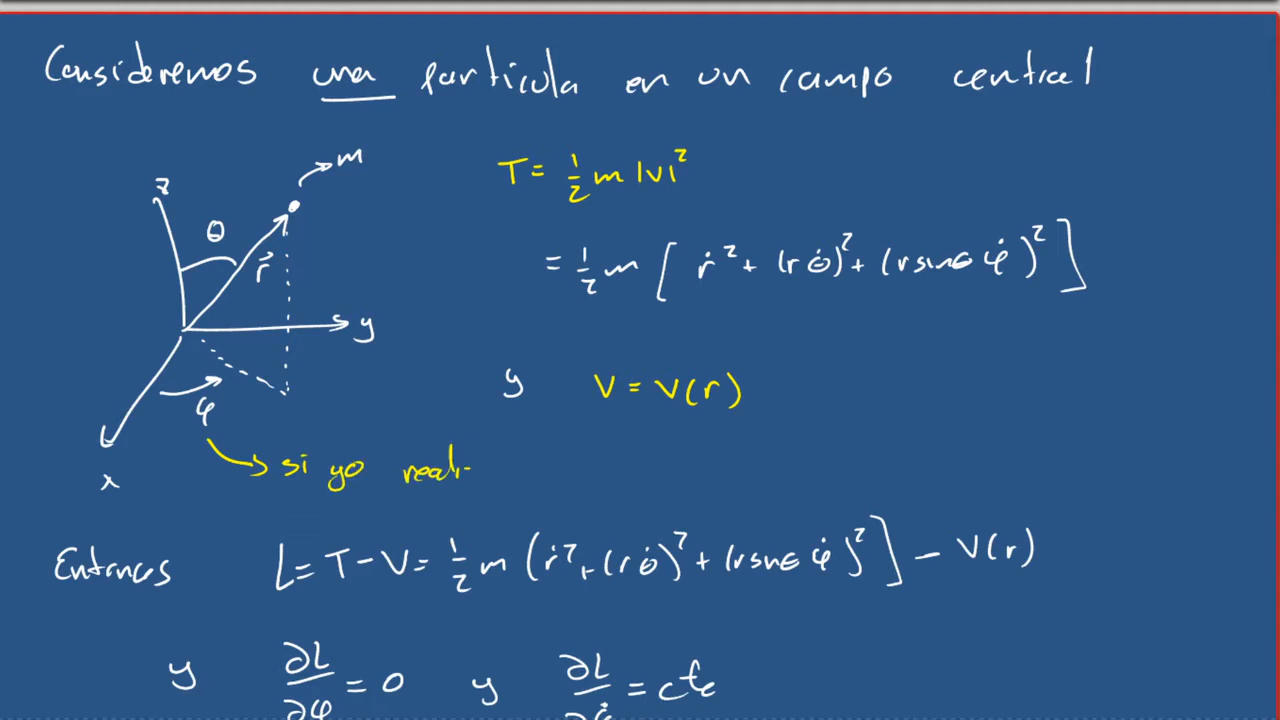 Consideremos una partícula en un campo central
z
θ
r⃗
m
y
φ
x
T = 1/2 m |v|²
= 1/2 m [ ṙ² + (rθ̇)² + (r sinθ φ̇)² ]
y V = V(r)
si yo reali
Entonces L = T - V = 1/2 m (ṙ² + (rθ̇)² + (r sinθ φ̇)² ] - V(r)
y ∂L/∂φ = 0 y ∂L/∂φ̇ = cte